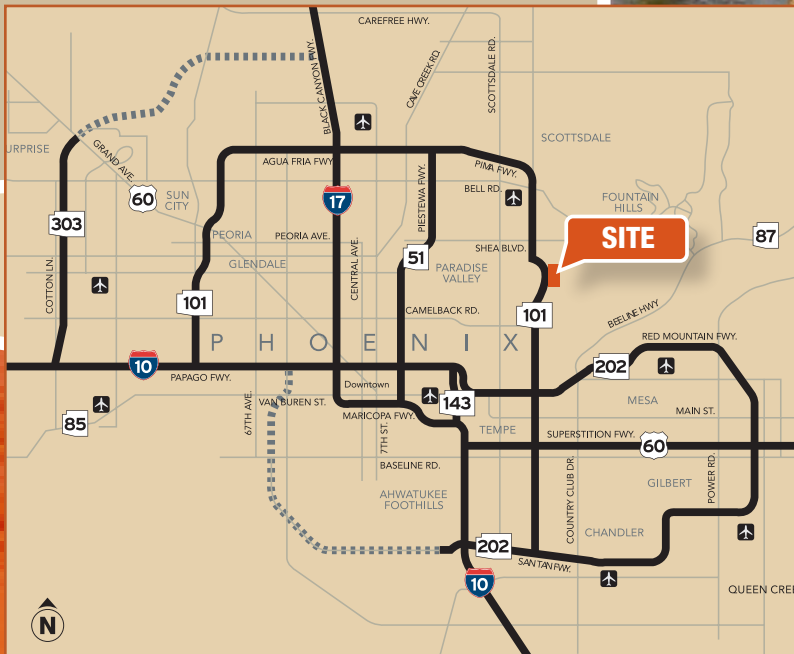 CAREFREE HWY.
BLACK CANYON HWY.
CAVE CREEK RD.
SCOTTSDALE RD.
SCOTTSDALE
URPRISE
GRAND AVE.
AGUA FRIA FWY.
PIMA FWY.
60
SUN
CITY
17
PIESTEWA FWY.
BELL RD.
FOUNTAIN
HILLS
303
PEORIA
PEORIA AVE.
CENTRAL AVE.
SHEA BLVD.
SITE
87
GLENDALE
51
PARADISE
VALLEY
COTTON LN.
101
CAMELBACK RD.
101
BEELINE HWY
PHOENIX
RED MOUNTAIN FWY.
10
PAPAGO FWY.
202
Downtown
67TH AVE.
VAN BUREN ST.
143
MESA
85
MARICOPA FWY.
MAIN ST.
7TH ST.
TEMPE
SUPERSTITION FWY.
60
BASELINE RD.
COUNTRY CLUB DR.
POWER RD.
AHWATUKEE
FOOTHILLS
GILBERT
CHANDLER
202
SANTAN FWY.
10
QUEEN CREE
N